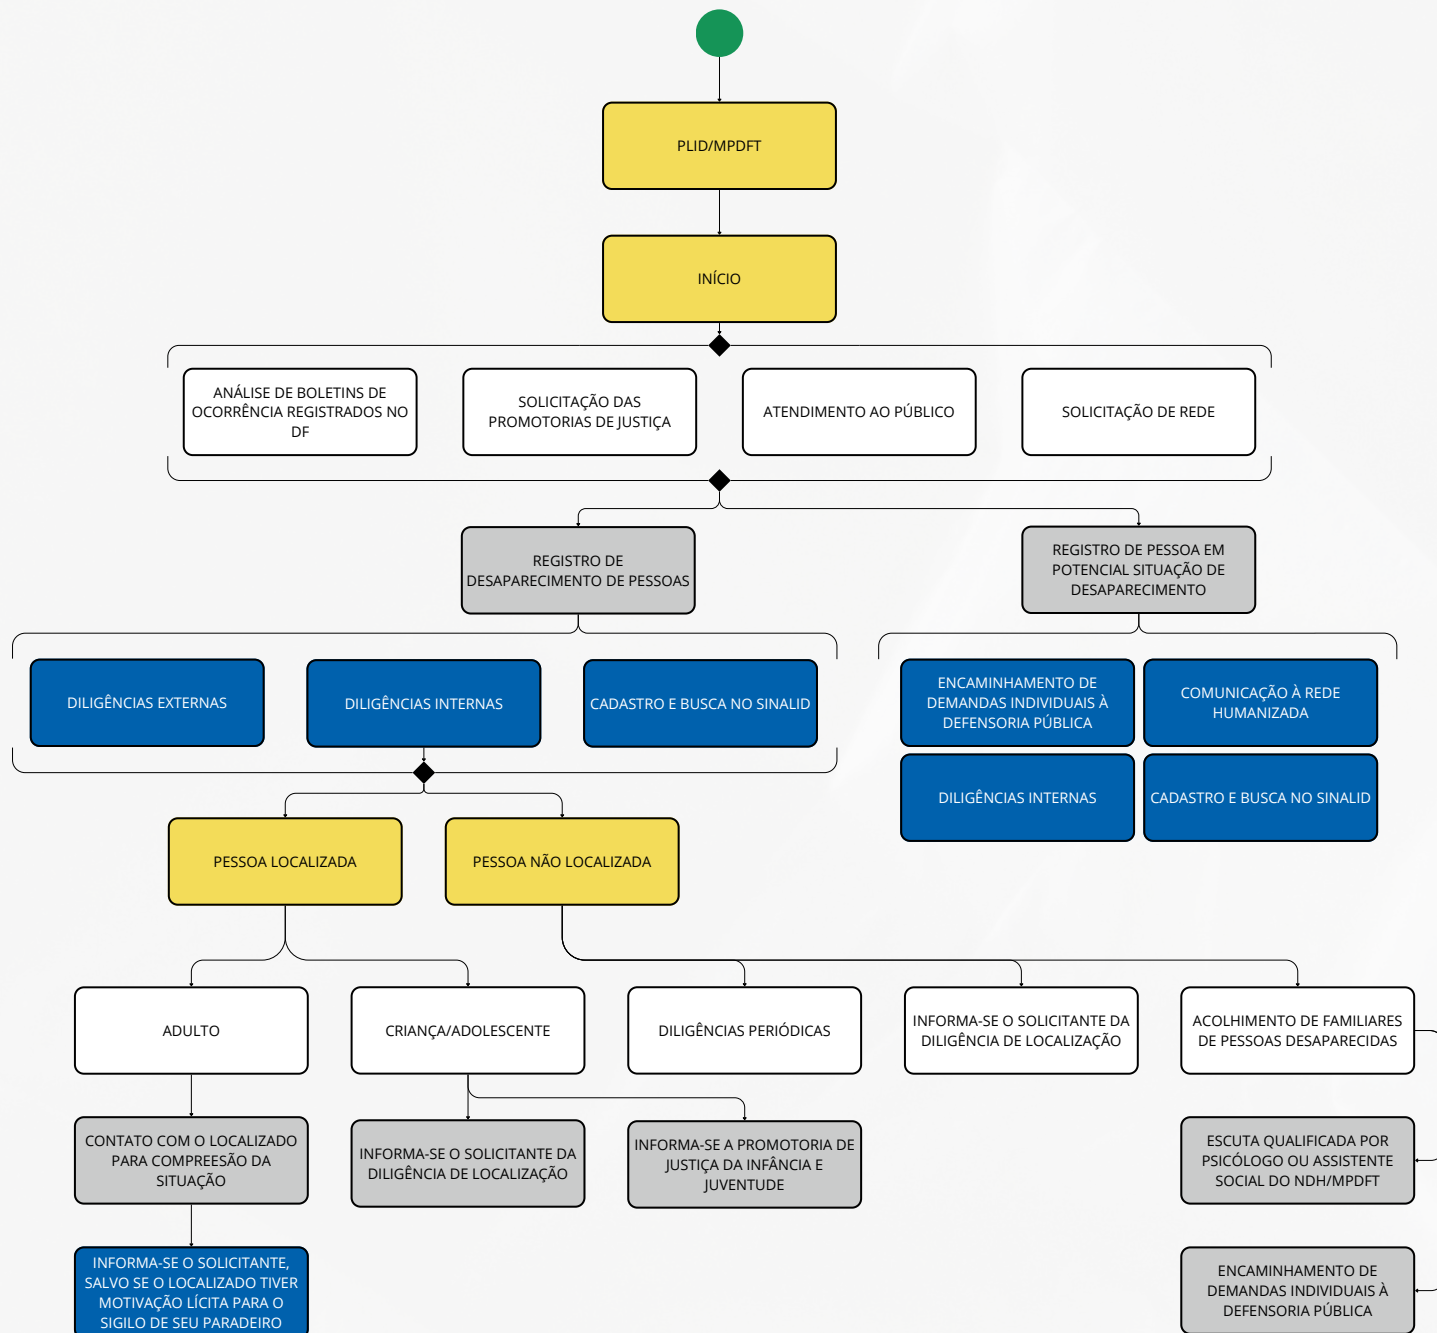 PLID/MPDFT
INÍCIO
ANÁLISE DE BOLETINS DE
OCORRÊNCIA REGISTRADOS NO
DF
SOLICITAÇÃO DAS
PROMOTORIAS DE JUSTIÇA
ATENDIMENTO AO PÚBLICO
SOLICITAÇÃO DE REDE
REGISTRO DE
DESAPARECIMENTO DE PESSOAS
REGISTRO DE PESSOA EM
POTENCIAL SITUAÇÃO DE
DESAPARECIMENTO
DILIGÊNCIAS EXTERNAS
DILIGÊNCIAS INTERNAS
CADASTRO E BUSCA NO SINALID
ENCAMINHAMENTO DE
DEMANDAS INDIVIDUAIS À
DEFENSORIA PÚBLICA
COMUNICAÇÃO À REDE
HUMANIZADA
DILIGÊNCIAS INTERNAS
CADASTRO E BUSCA NO SINALID
PESSOA LOCALIZADA
PESSOA NÃO LOCALIZADA
ADULTO
CRIANÇA/ADOLESCENTE
DILIGÊNCIAS PERIÓDICAS
INFORMA-SE O SOLICITANTE DA
DILIGÊNCIA DE LOCALIZAÇÃO
ACOLHIMENTO DE FAMILIARES
DE PESSOAS DESAPARECIDAS
CONTATO COM O LOCALIZADO
PARA COMPREESÃO DA
SITUAÇÃO
INFORMA-SE O SOLICITANTE DA
DILIGÊNCIA DE LOCALIZAÇÃO
INFORMA-SE A PROMOTORIA DE
JUSTIÇA DA INFÂNCIA E
JUVENTUDE
ESCUTA QUALIFICADA POR
PSICÓLOGO OU ASSISTENTE
SOCIAL DO NDH/MPDFT
INFORMA-SE O SOLICITANTE,
SALVO SE O LOCALIZADO TIVER
MOTIVAÇÃO LÍCITA PARA O
SIGILO DE SEU PARADEIRO
ENCAMINHAMENTO DE
DEMANDAS INDIVIDUAIS À
DEFENSORIA PÚBLICA